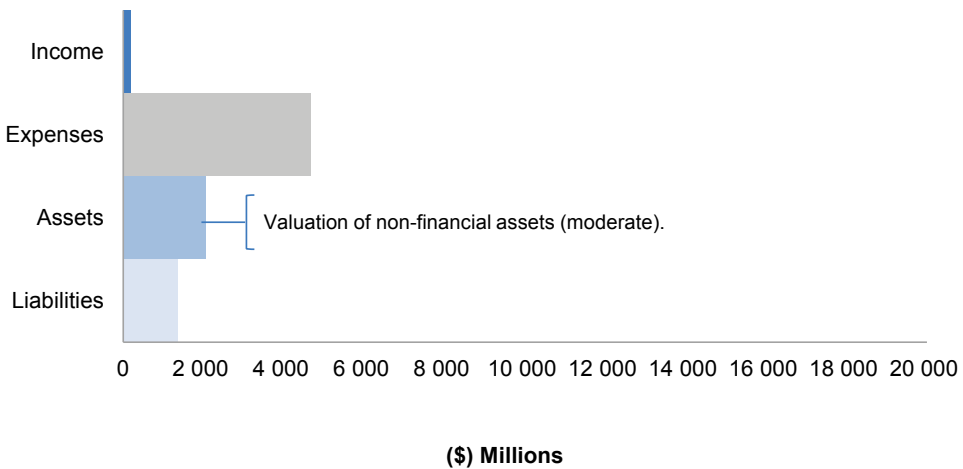 Income
Expenses
Assets
Valuation of non-financial assets (moderate).
Liabilities
0 2 000 4 000 6 000 8 000 10 000 12 000 14 000 16 000 18 000 20 000
($) Millions